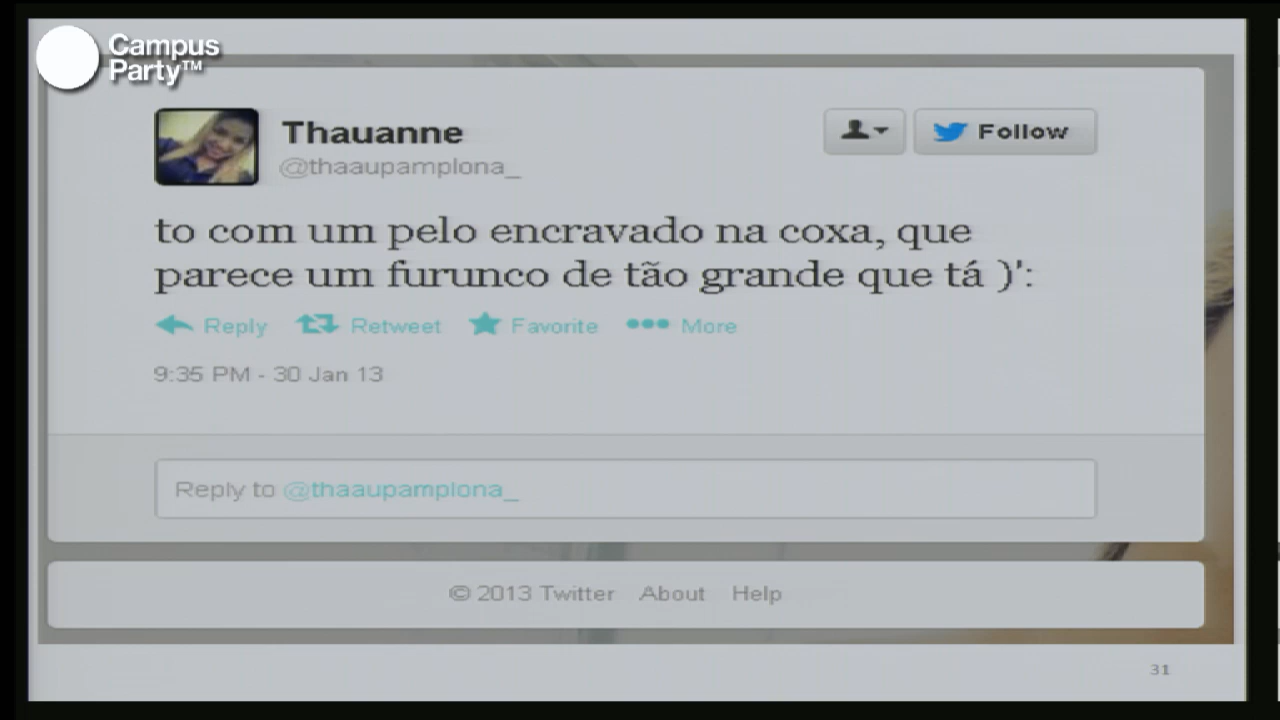 Campus
Party™
Thauanne
@thaaupamplona_
Follow
to com um pelo encravado na coxa, que
parece um furunco de tão grande que tá )':
Reply Retweet Favorite More
9:35 PM - 30 Jan 13
Reply to @thaaupamplona_
© 2013 Twitter About Help
31